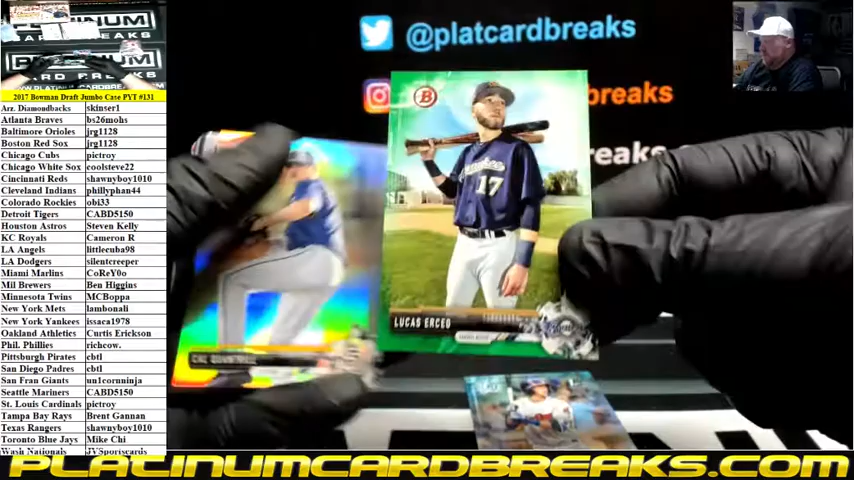 PLATINUM
CARD BREAKS
@platcardbreaks
2017 Bowman Draft Jumbo Case PYT #131
Arz. Diamondbacks skinser1
Atlanta Braves bs26mohs
Baltimore Orioles jrg1128
Boston Red Sox jrg1128
Chicago Cubs pictroy
Chicago White Sox coolsteve22
Cincinnati Reds shawnyboy1010
Cleveland Indians phillyphan44
Colorado Rockies obi33
Detroit Tigers CABD5150
Houston Astros Steven Kelly
KC Royals Cameron R
LA Angels littlecuba98
LA Dodgers silentcreeper
Miami Marlins CoReY0o
Mil Brewers Ben Higgins
Minnesota Twins MCBoppa
New York Mets lambonali
New York Yankees issaca1978
Oakland Athletics Curtis Erickson
Phil. Phillies richcow.
Pittsburgh Pirates cbtl
San Diego Padres cbtl
San Fran Giants un1cornninja
Seattle Mariners CABD5150
St. Louis Cardinals pictroy
Tampa Bay Rays Brent Gannan
Texas Rangers shawnyboy1010
Toronto Blue Jays Mike Chi
Wash Nationals JVSportscards
breaks
reaks
B
17
LUCAS ERCEG
PLATINUMCARDBREAKS.COM